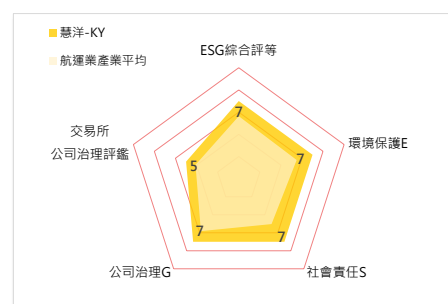 慧洋-KY
航運業產業平均
ESG綜合評等
7
環境保護E
7
社會責任S
7
公司治理G
7
交易所
公司治理評鑑
5